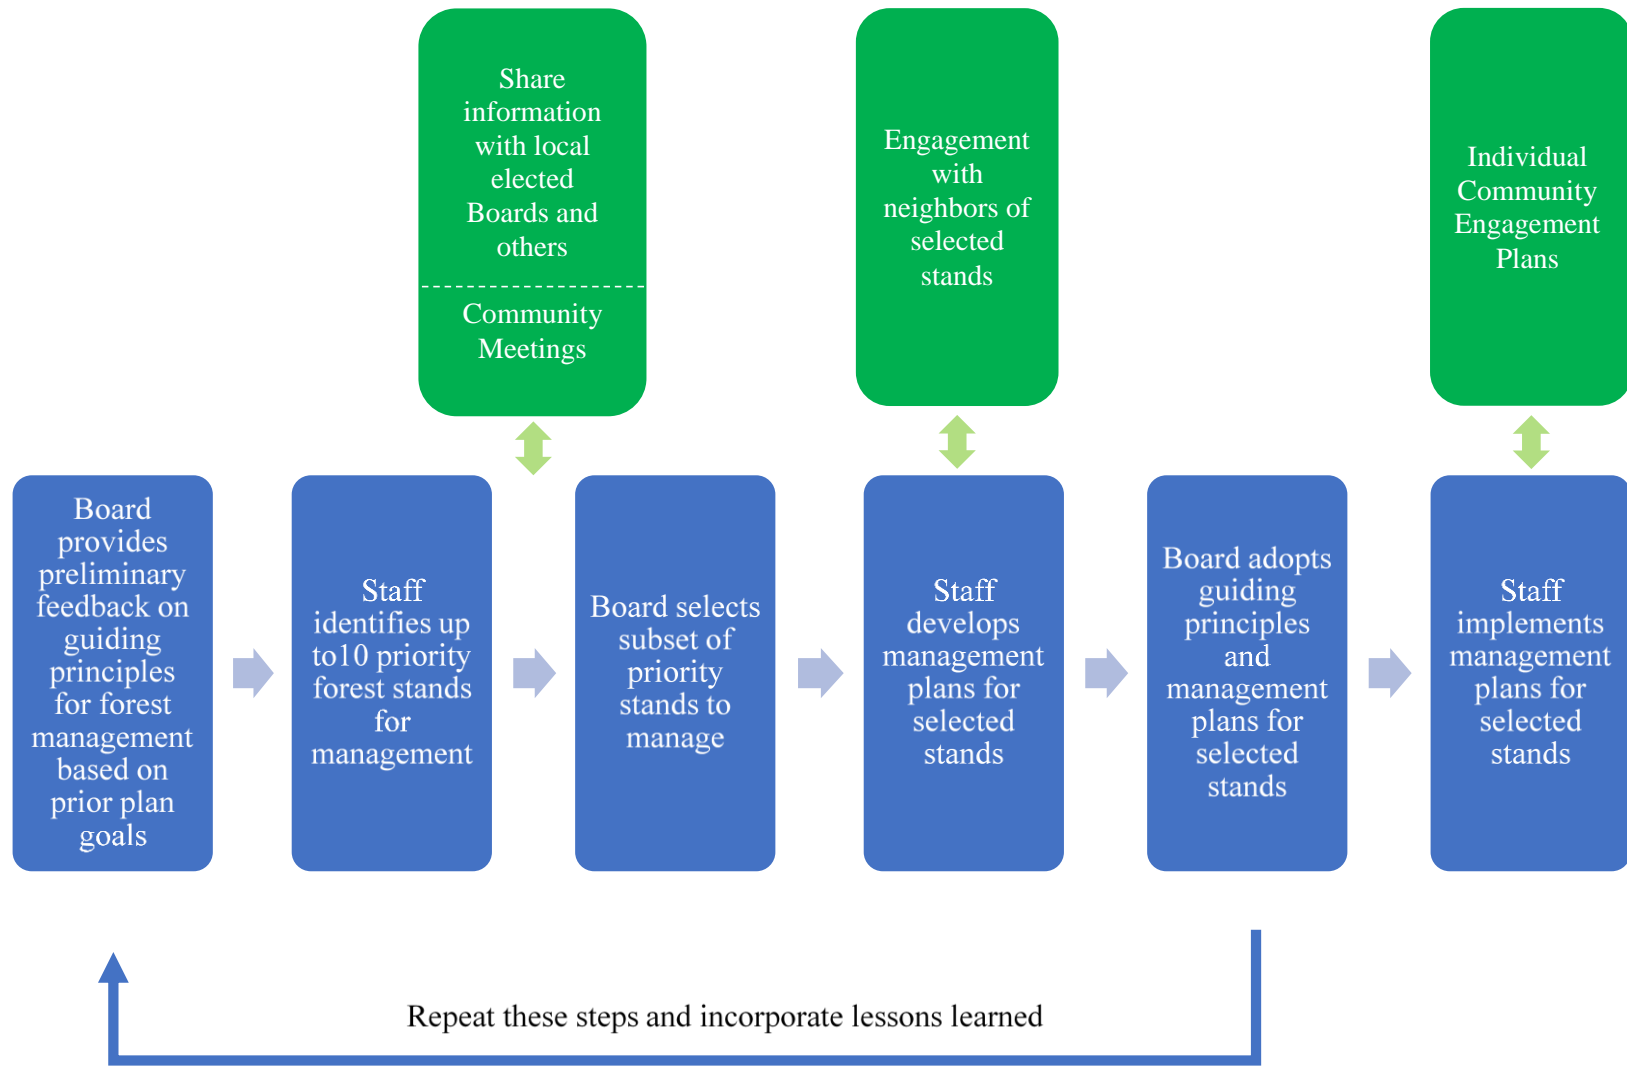 Share
information
with local
elected
Boards and
others
Community
Meetings
Engagement
with
neighbors of
selected
stands
Individual
Community
Engagement
Plans
Board
provides
preliminary
feedback on
guiding
principles
for forest
management
based on
prior plan
goals
Staff
identifies up
to10 priority
forest stands
for
management
Board selects
subset of
priority
stands to
manage
Staff
develops
management
plans for
selected
stands
Board adopts
guiding
principles
and
management
plans for
selected
stands
Staff
implements
management
plans for
selected
stands
Repeat these steps and incorporate lessons learned